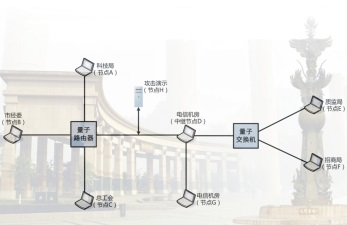 科技局
（节点A）
攻击演示
（节点H）
市经委
（节点B）
量子
路由器
电信机房
（中继节点D）
量子
交换机
质监局
（节点E）
招商局
（节点F）
总工会
（节点C）
电信机房
（节点G）